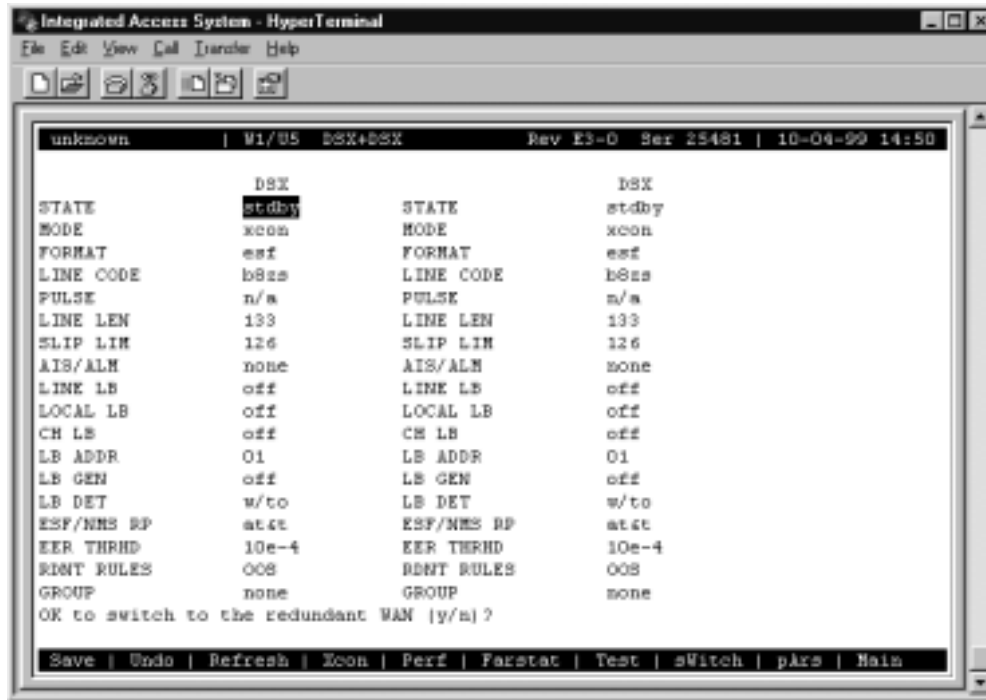 Integrated Access System - HyperTerminal
File Edit View Call Transfer Help
unknown | W1/U5 DSX+DSX Rev E3-0 Ser 25481 | 10-04-99 14:50
DSX DSX
STATE stdby STATE stdby
MODE xcon MODE xcon
FORMAT esf FORMAT esf
LINE CODE b8zs LINE CODE b8zs
PULSE n/a PULSE n/a
LINE LEN 133 LINE LEN 133
SLIP LIM 126 SLIP LIM 126
AIS/ALM none AIS/ALM none
LINE LB off LINE LB off
LOCAL LB off LOCAL LB off
CH LB off CH LB off
LB ADDR 01 LB ADDR 01
LB GEN off LB GEN off
LB DET w/to LB DET w/to
ESF/NMS RP at&t ESF/NMS RP at&t
EER THRHD 10e-4 EER THRHD 10e-4
RDNT RULES OOS RDNT RULES OOS
GROUP none GROUP none
OK to switch to the redundant WAN (y/n)?
Save | Undo | Refresh | Xcon | Perf | Farstat | Test | sWitch | pArs | Main